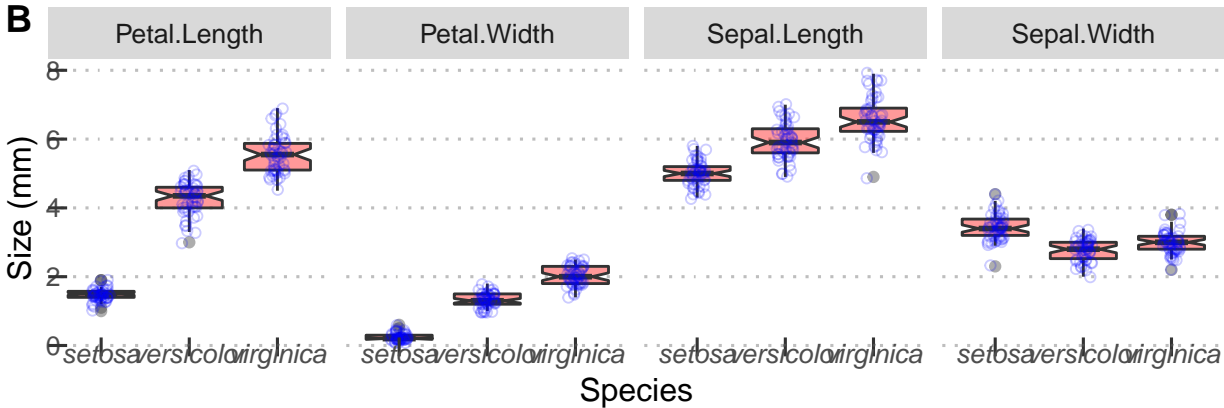 B
Petal.Length Petal.Width Sepal.Length Sepal.Width
8
6
4
2
0
Size (mm)
setosa versicolor virginica setosa versicolor virginica setosa versicolor virginica setosa versicolor virginica
Species